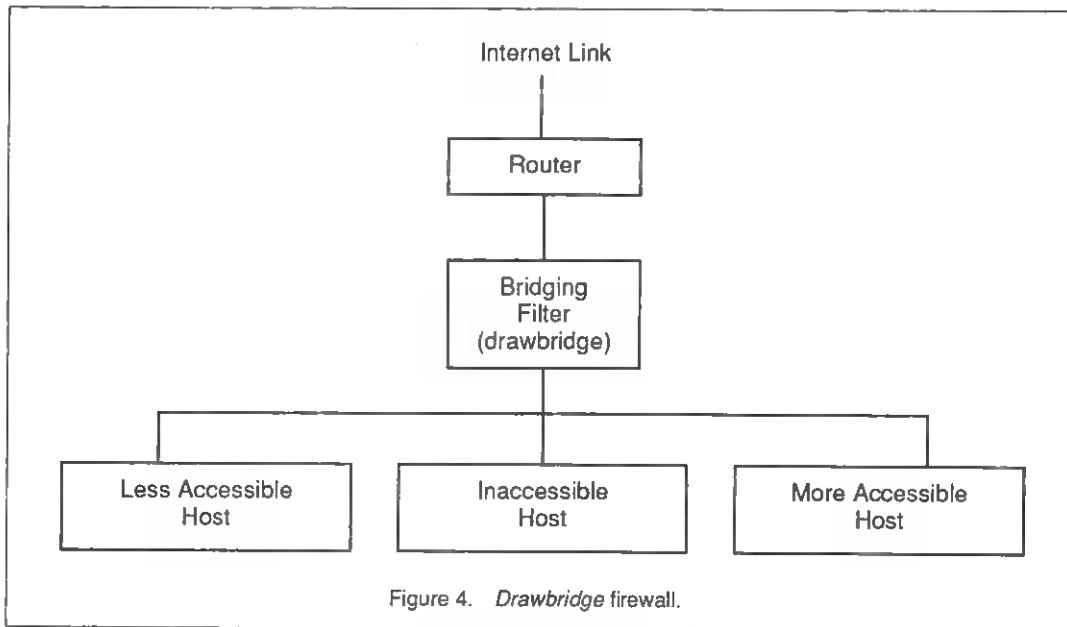 Internet Link
Router
Bridging
Filter
(drawbridge)
Less Accessible
Host
Inaccessible
Host
More Accessible
Host
Figure 4. Drawbridge firewall.